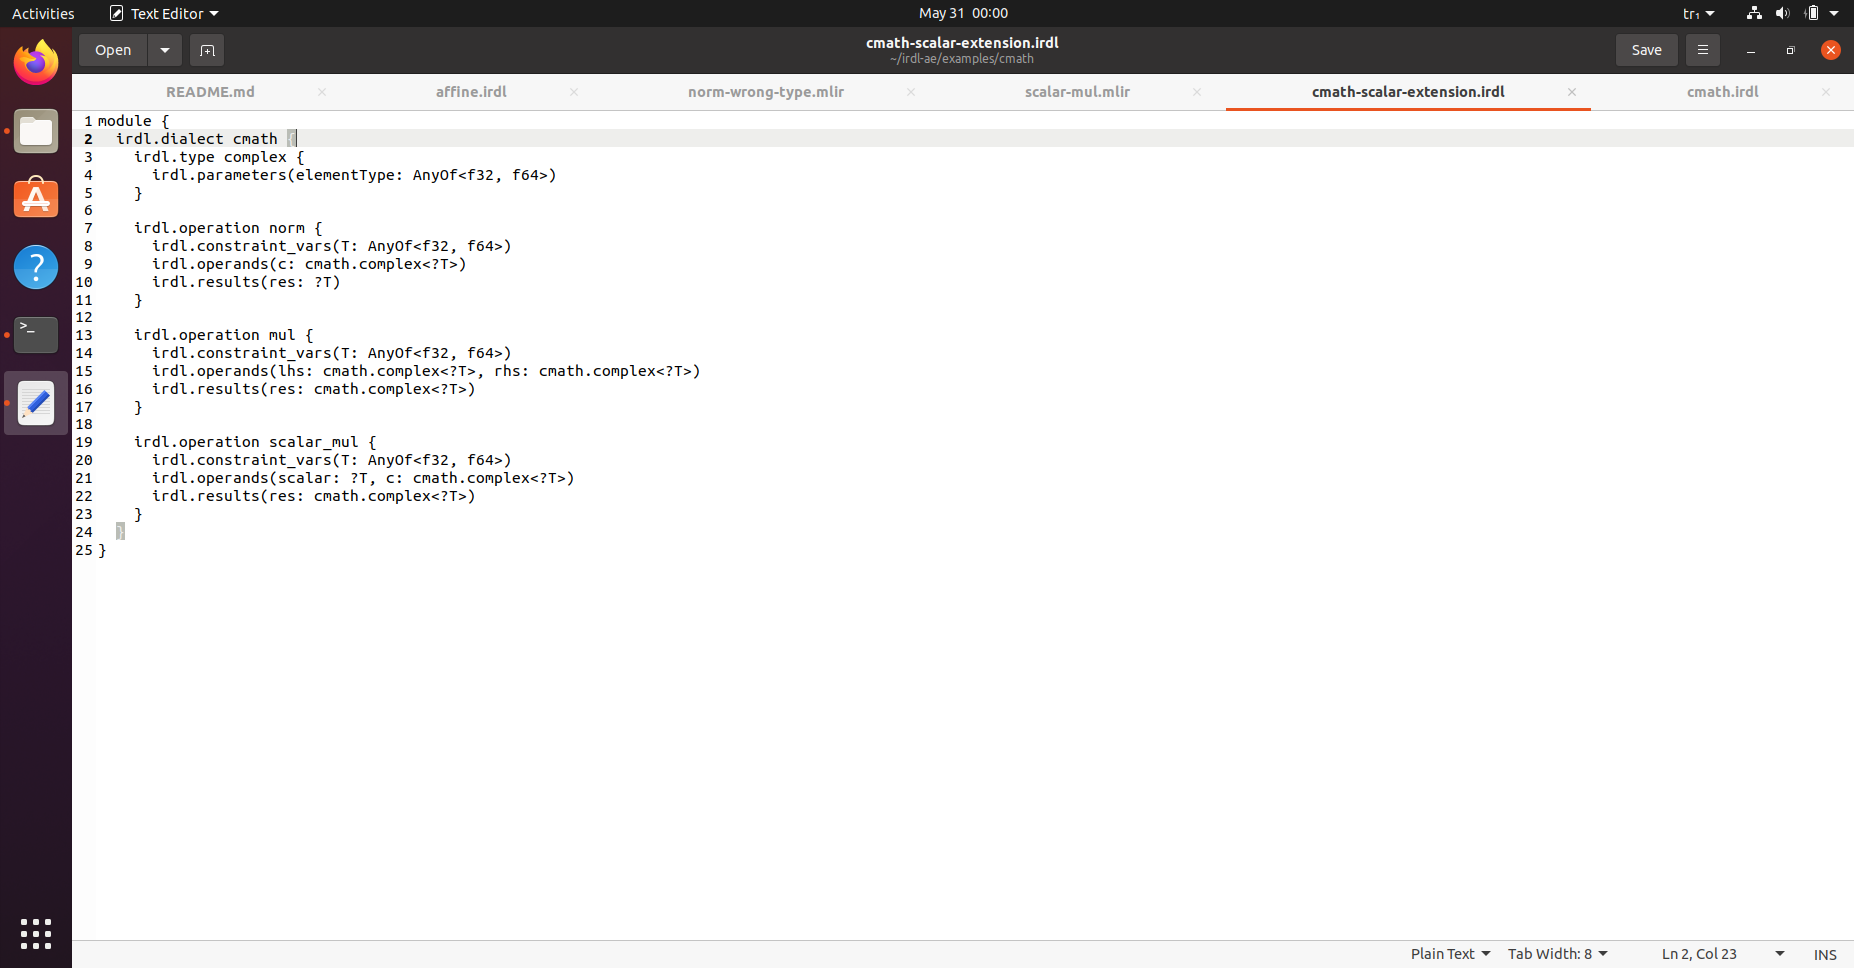 Activities Text Editor May 31 00:00 tr₁
Open cmath-scalar-extension.irdl Save
~/irdl-ae/examples/cmath
README.md affine.irdl norm-wrong-type.mlir scalar-mul.mlir cmath-scalar-extension.irdl cmath.irdl
1 module {
2   irdl.dialect cmath {
3     irdl.type complex {
4       irdl.parameters(elementType: AnyOf<f32, f64>)
5     }
6
7     irdl.operation norm {
8       irdl.constraint_vars(T: AnyOf<f32, f64>)
9       irdl.operands(c: cmath.complex<?T>)
10       irdl.results(res: ?T)
11     }
12
13     irdl.operation mul {
14       irdl.constraint_vars(T: AnyOf<f32, f64>)
15       irdl.operands(lhs: cmath.complex<?T>, rhs: cmath.complex<?T>)
16       irdl.results(res: cmath.complex<?T>)
17     }
18
19     irdl.operation scalar_mul {
20       irdl.constraint_vars(T: AnyOf<f32, f64>)
21       irdl.operands(scalar: ?T, c: cmath.complex<?T>)
22       irdl.results(res: cmath.complex<?T>)
23     }
24   }
25 }
Plain Text Tab Width: 8 Ln 2, Col 23 INS